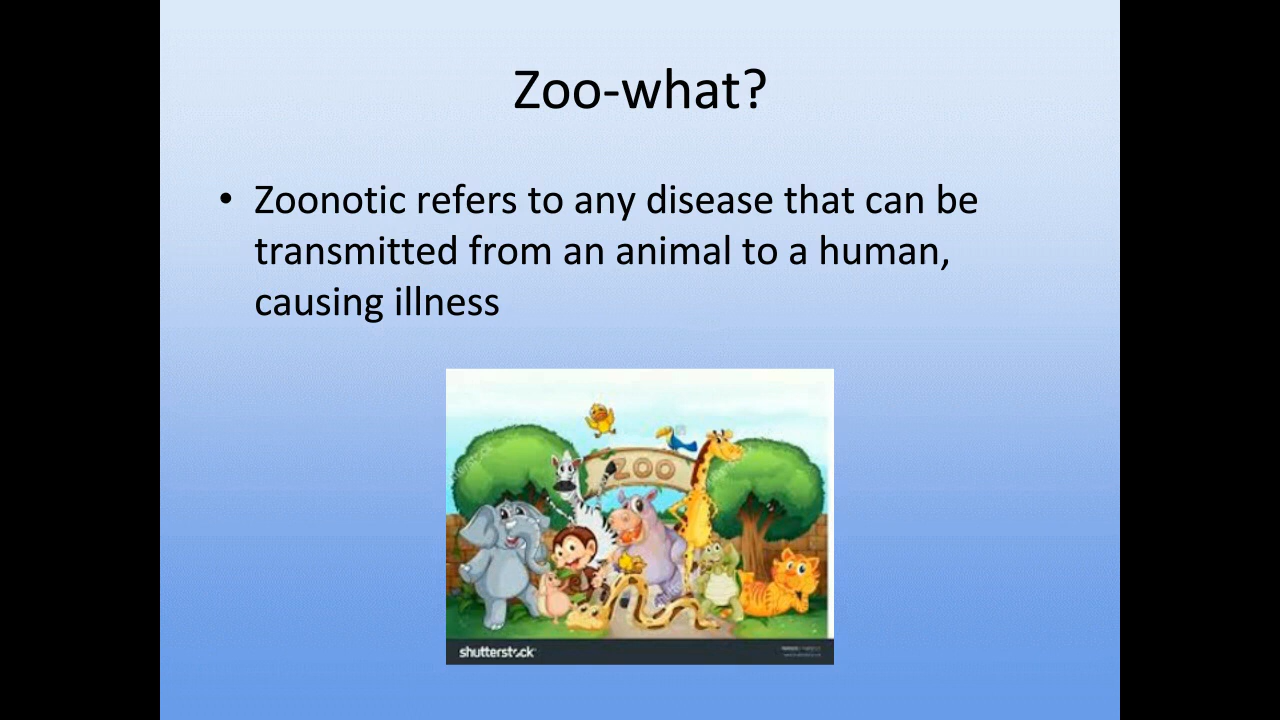 Zoo-what?
• Zoonotic refers to any disease that can be
transmitted from an animal to a human,
causing illness
ZOO
shutterstock